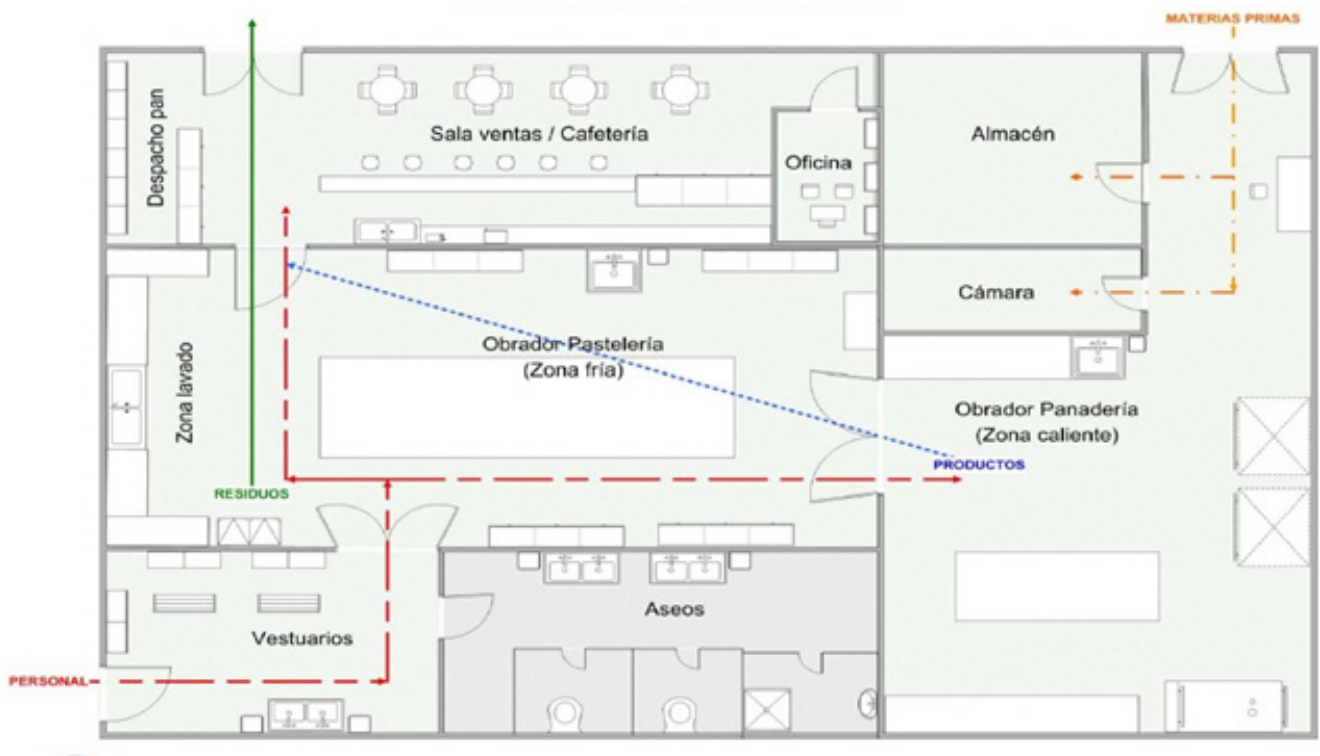 MATERIAS PRIMAS
Despacho pan
Sala ventas / Cafetería
Oficina
Almacén
Cámara
Zona lavado
Obrador Pastelería
(Zona fría)
Obrador Panadería
(Zona caliente)
PRODUCTOS
RESIDUOS
Aseos
Vestuarios
PERSONAL